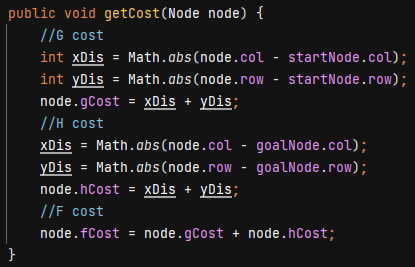 public void getCost(Node node) {
//G cost
int xDis = Math.abs(node.col - startNode.col);
int yDis = Math.abs(node.row - startNode.row);
node.gCost = xDis + yDis;
//H cost
xDis = Math.abs(node.col - goalNode.col);
yDis = Math.abs(node.row - goalNode.row);
node.hCost = xDis + yDis;
//F cost
node.fCost = node.gCost + node.hCost;
}